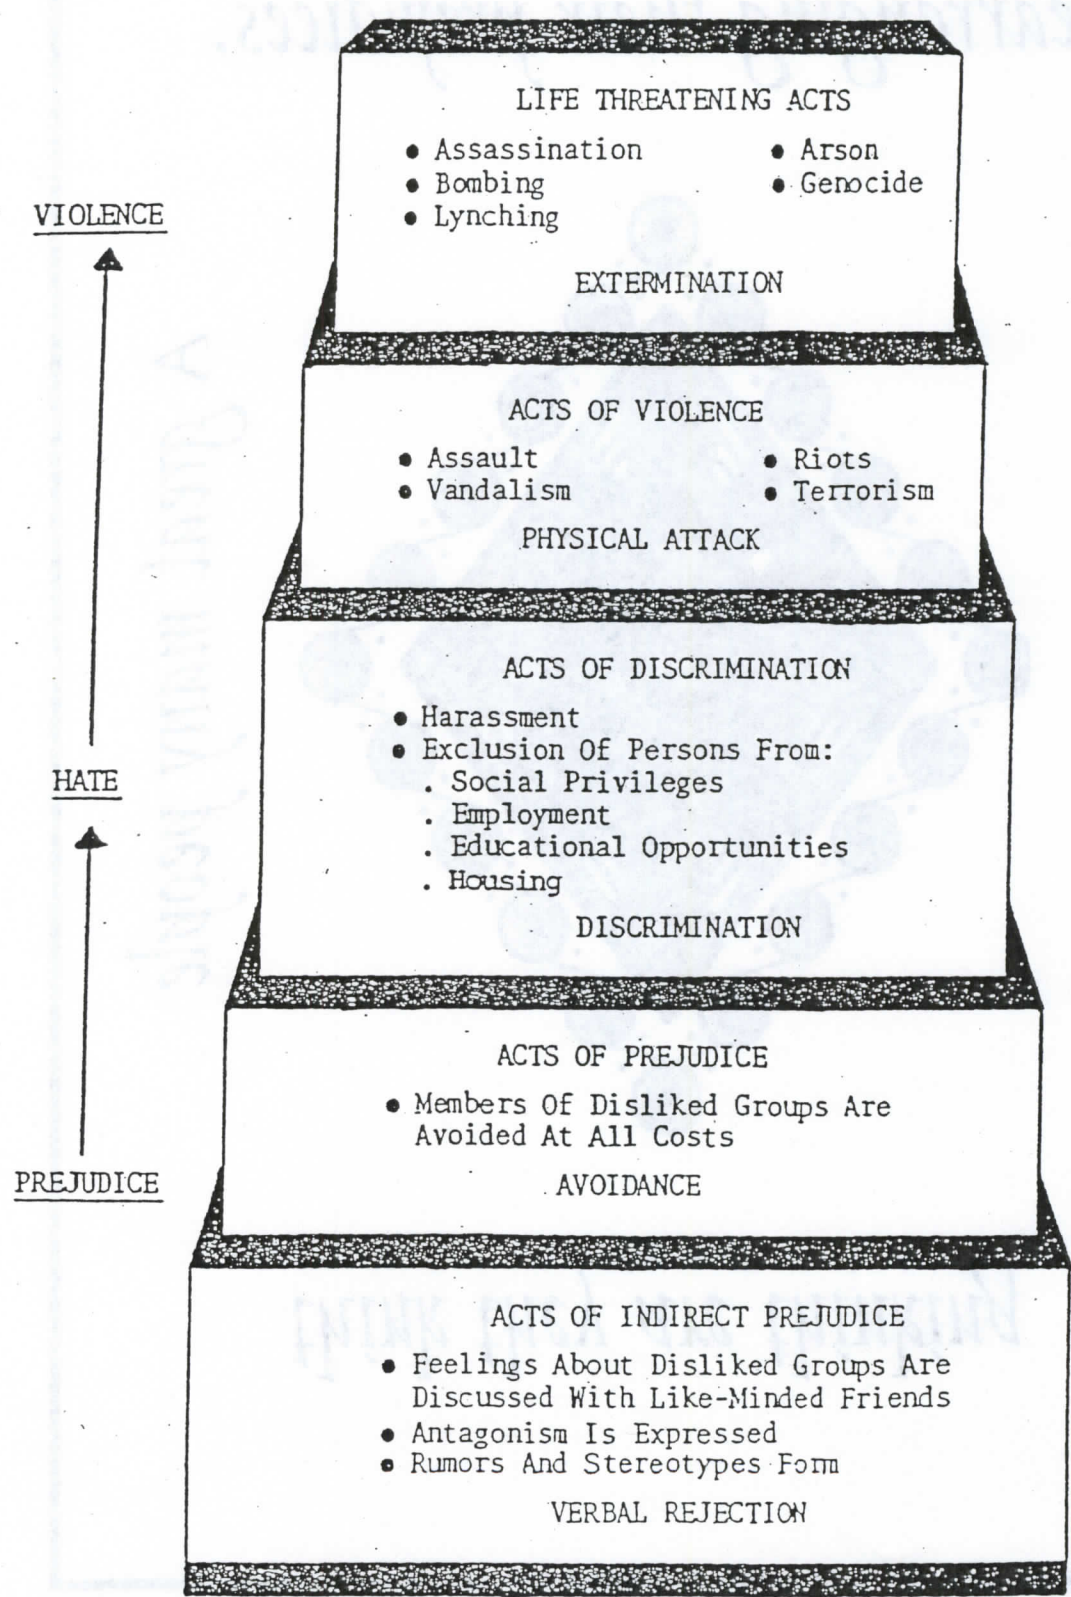 LIFE THREATENING ACTS
• Assassination
• Arson
• Bombing
• Genocide
• Lynching
EXTERMINATION
VIOLENCE
ACTS OF VIOLENCE
• Assault
• Riots
• Vandalism
• Terrorism
PHYSICAL ATTACK
ACTS OF DISCRIMINATION
• Harassment
• Exclusion Of Persons From:
. Social Privileges
. Employment
. Educational Opportunities
. Housing
DISCRIMINATION
HATE
ACTS OF PREJUDICE
• Members Of Disliked Groups Are
Avoided At All Costs
AVOIDANCE
PREJUDICE
ACTS OF INDIRECT PREJUDICE
• Feelings About Disliked Groups Are
Discussed With Like-Minded Friends
• Antagonism Is Expressed
• Rumors And Stereotypes Form
VERBAL REJECTION